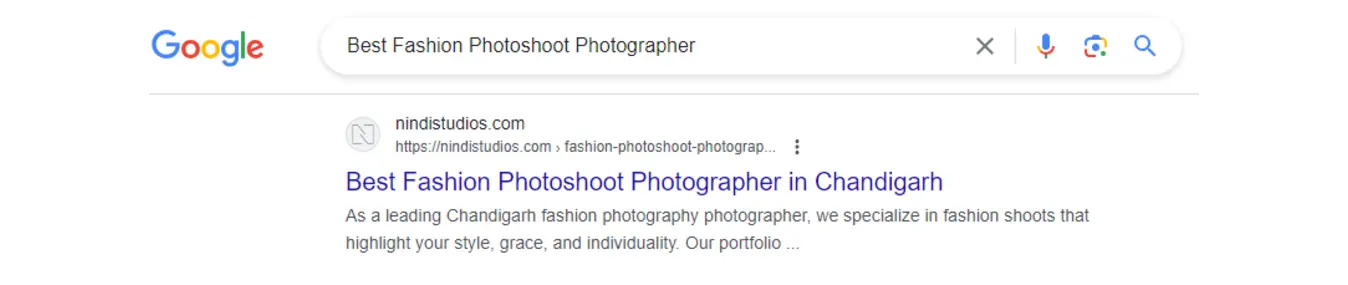 Google
Best Fashion Photoshoot Photographer
nindistudios.com
https://nindistudios.com › fashion-photoshoot-photograp...
Best Fashion Photoshoot Photographer in Chandigarh
As a leading Chandigarh fashion photography photographer, we specialize in fashion shoots that
highlight your style, grace, and individuality. Our portfolio ...